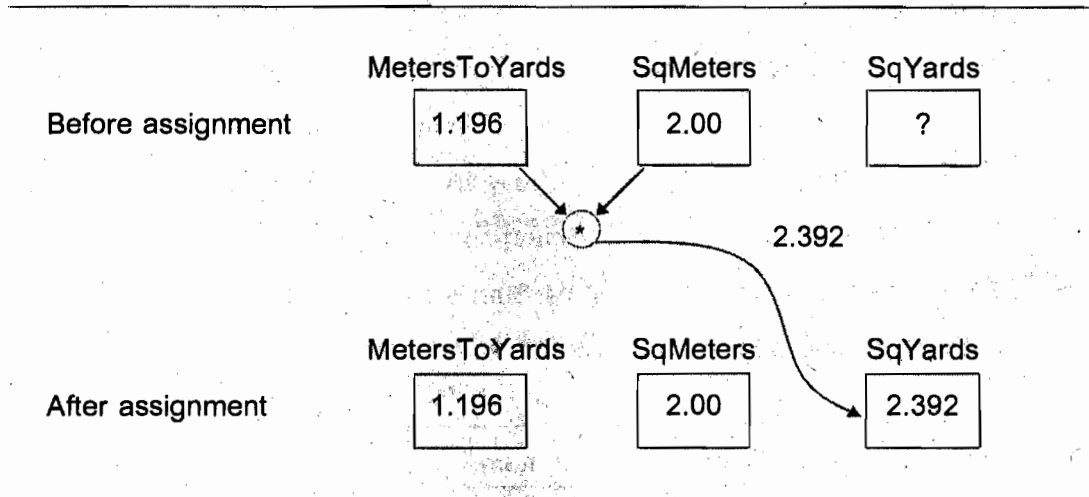 MetersToYards SqMeters SqYards
Before assignment 1.196 2.00 ?
*
2.392
MetersToYards SqMeters SqYards
After assignment 1.196 2.00 2.392